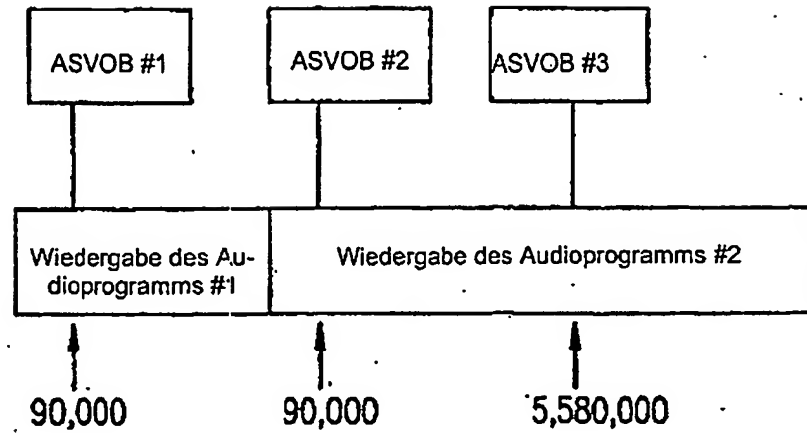 ASVOB #1
ASVOB #2
ASVOB #3
Wiedergabe des Au-
dioprogramms #1
Wiedergabe des Audioprogramms #2
90,000
90,000
5,580,000